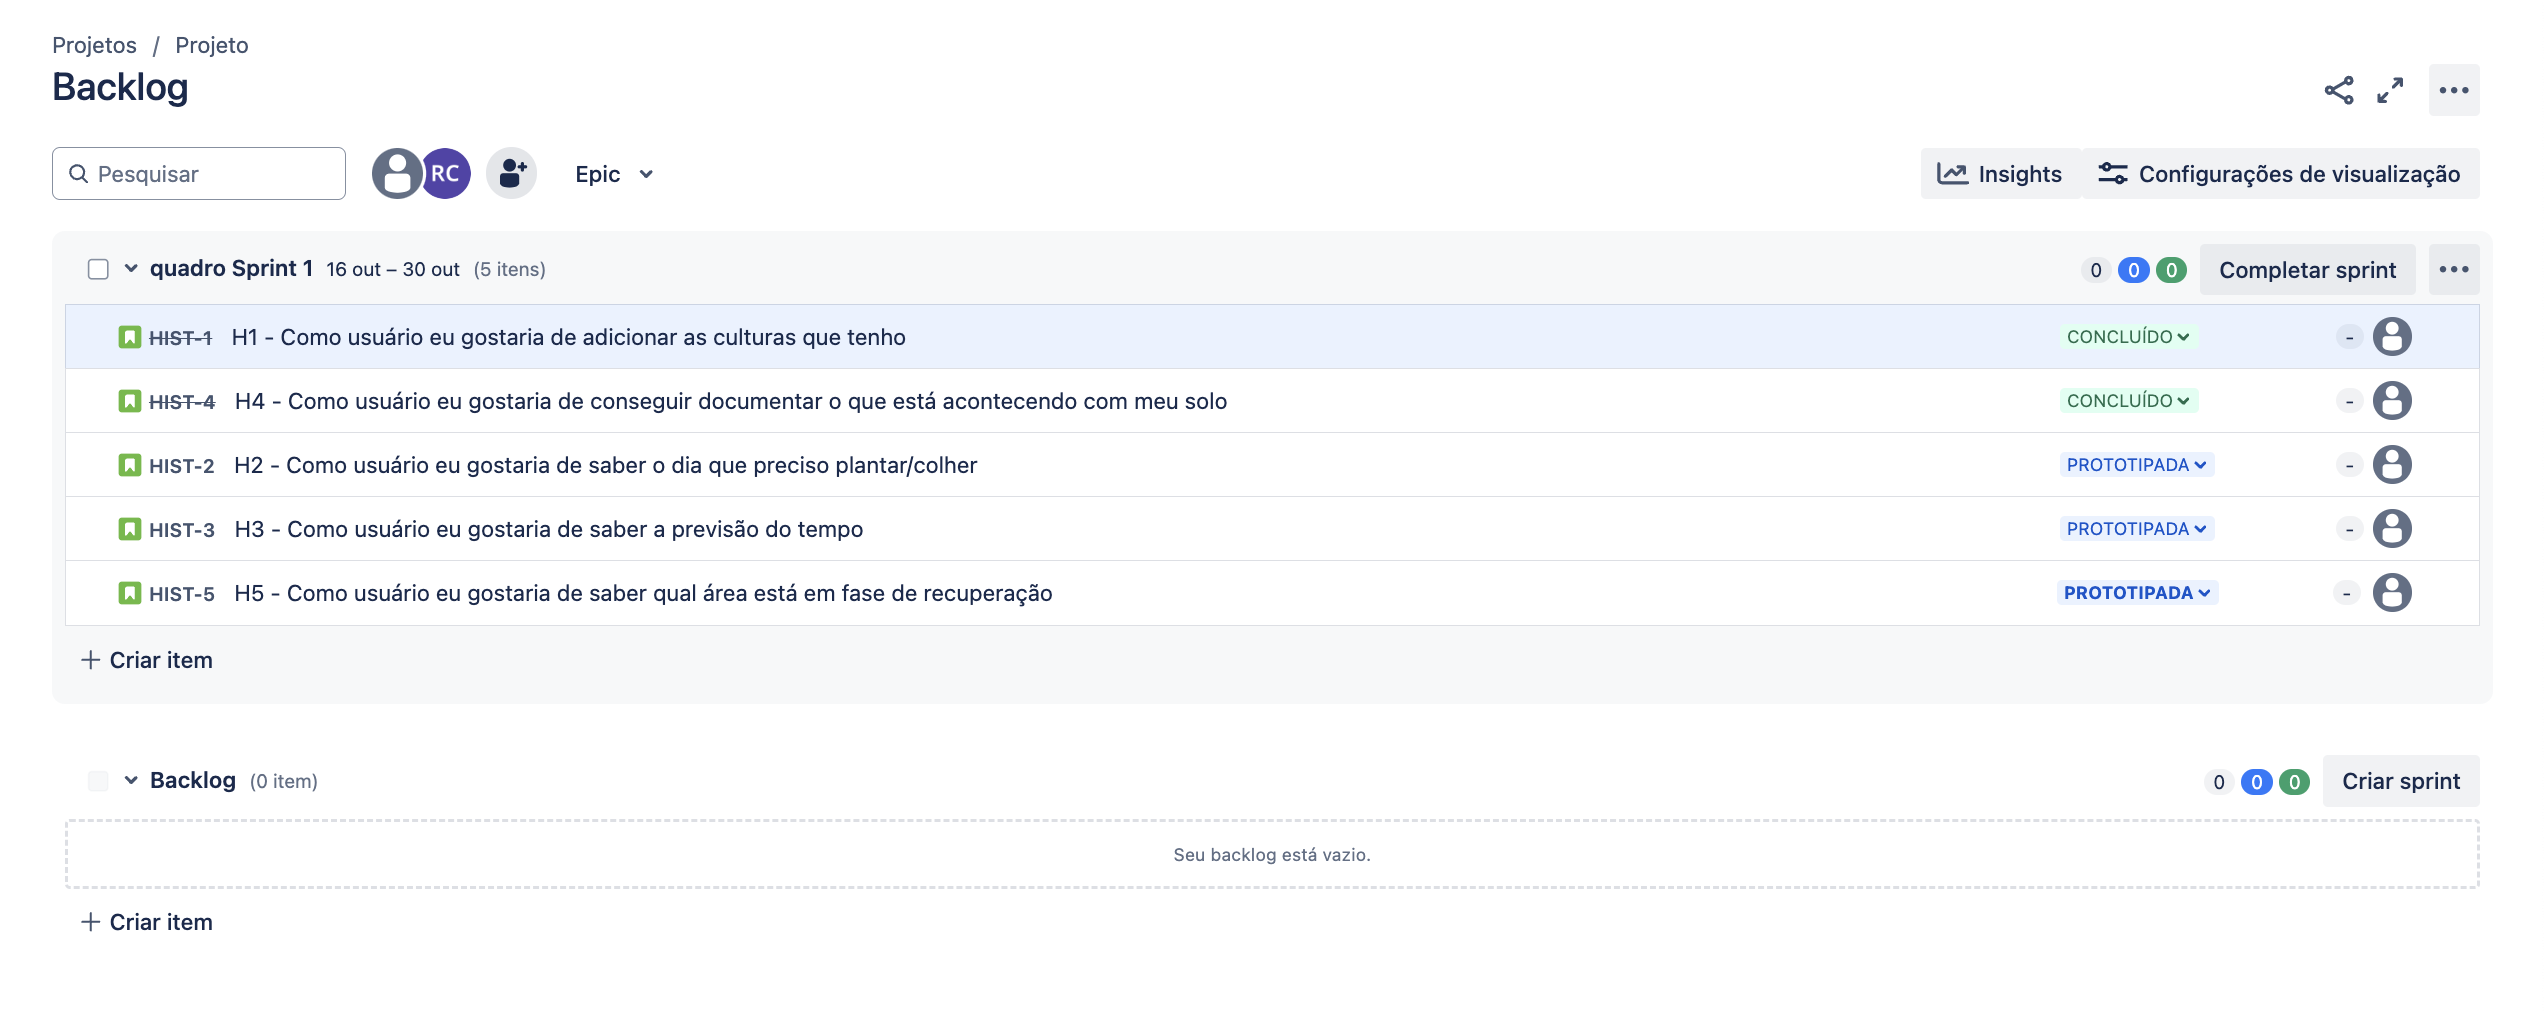 Projetos / Projeto
Backlog
Pesquisar RC Epic Insights Configurações de visualização
quadro Sprint 1 16 out – 30 out (5 itens) 0 0 0 Completar sprint
HIST-1 H1 - Como usuário eu gostaria de adicionar as culturas que tenho CONCLUÍDO -
HIST-4 H4 - Como usuário eu gostaria de conseguir documentar o que está acontecendo com meu solo CONCLUÍDO -
HIST-2 H2 - Como usuário eu gostaria de saber o dia que preciso plantar/colher PROTOTIPADA -
HIST-3 H3 - Como usuário eu gostaria de saber a previsão do tempo PROTOTIPADA -
HIST-5 H5 - Como usuário eu gostaria de saber qual área está em fase de recuperação PROTOTIPADA -
+ Criar item
Backlog (0 item) 0 0 0 Criar sprint
Seu backlog está vazio.
+ Criar item